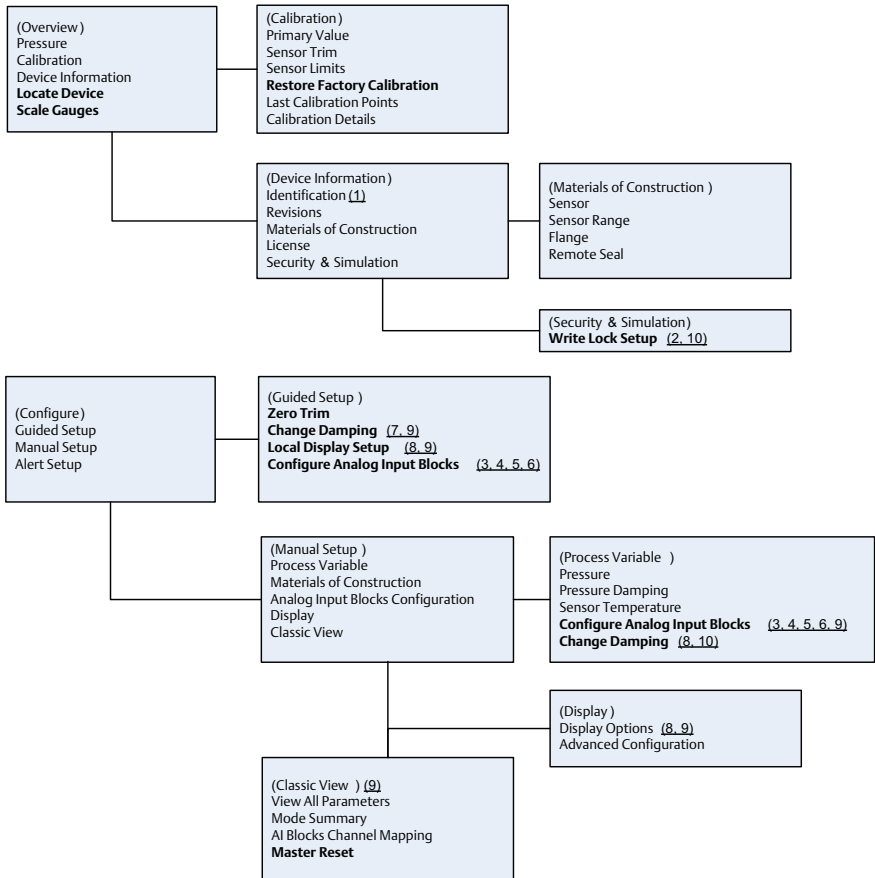 (Overview)
Pressure
Calibration
Device Information
Locate Device
Scale Gauges
(Calibration)
Primary Value
Sensor Trim
Sensor Limits
Restore Factory Calibration
Last Calibration Points
Calibration Details
(Device Information)
Identification (1)
Revisions
Materials of Construction
License
Security & Simulation
(Materials of Construction )
Sensor
Sensor Range
Flange
Remote Seal
(Security & Simulation)
Write Lock Setup (2, 10)
(Configure)
Guided Setup
Manual Setup
Alert Setup
(Guided Setup )
Zero Trim
Change Damping (7, 9)
Local Display Setup (8, 9)
Configure Analog Input Blocks (3, 4, 5, 6)
(Manual Setup )
Process Variable
Materials of Construction
Analog Input Blocks Configuration
Display
Classic View
(Process Variable )
Pressure
Pressure Damping
Sensor Temperature
Configure Analog Input Blocks (3, 4, 5, 6, 9)
Change Damping (8, 10)
(Display )
Display Options (8, 9)
Advanced Configuration
(Classic View ) (9)
View All Parameters
Mode Summary
AI Blocks Channel Mapping
Master Reset